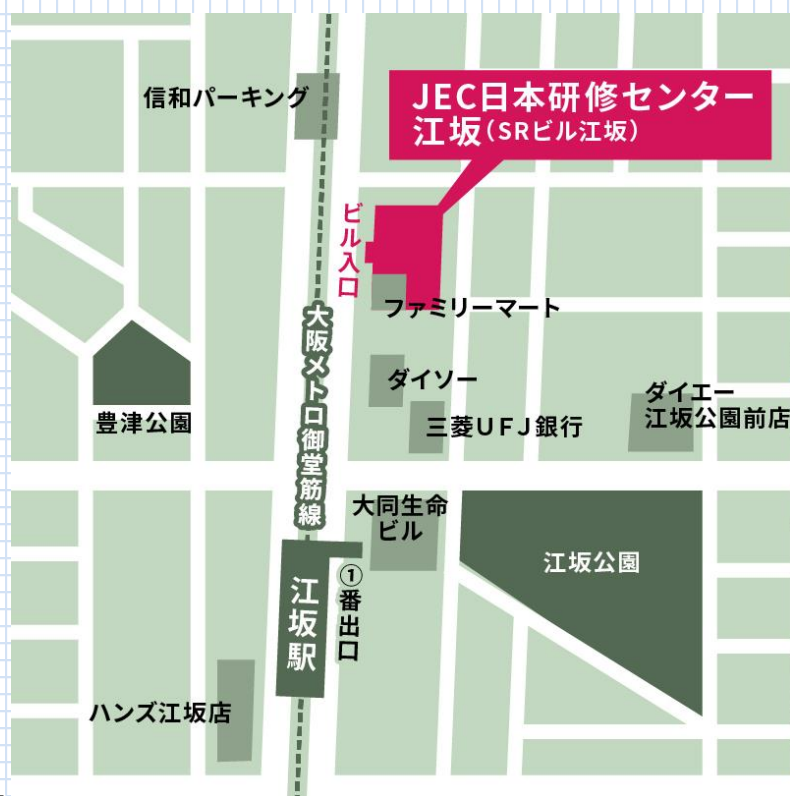 信和パーキング
JEC日本研修センター
江坂（SRビル江坂）
ビル入口
ファミリーマート
大阪メトロ御堂筋線
ダイソー
ダイエー
江坂公園前店
三菱UFJ銀行
豊津公園
大同生命
ビル
江坂公園
①番出口
江坂駅
ハンズ江坂店